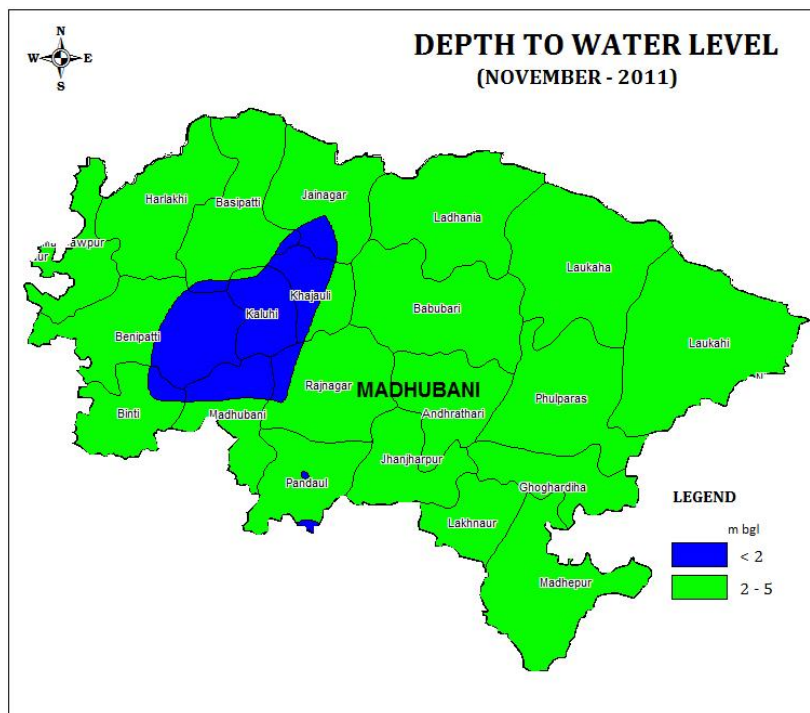 N
W E
S
DEPTH TO WATER LEVEL
(NOVEMBER - 2011)
Jainagar
Harlakhi
Basipatti
Ladhania
Laukaha
Khajauli
Kaluhi
Babubari
Benipatti
Laukahi
Rajnagar
MADHUBANI
Phulparas
Binti
Madhubani
Andhrathari
Jhanjharpur
Pandaul
Ghoghardiha
Lakhnaur
Madhepur
LEGEND
m bgl
< 2
2 - 5